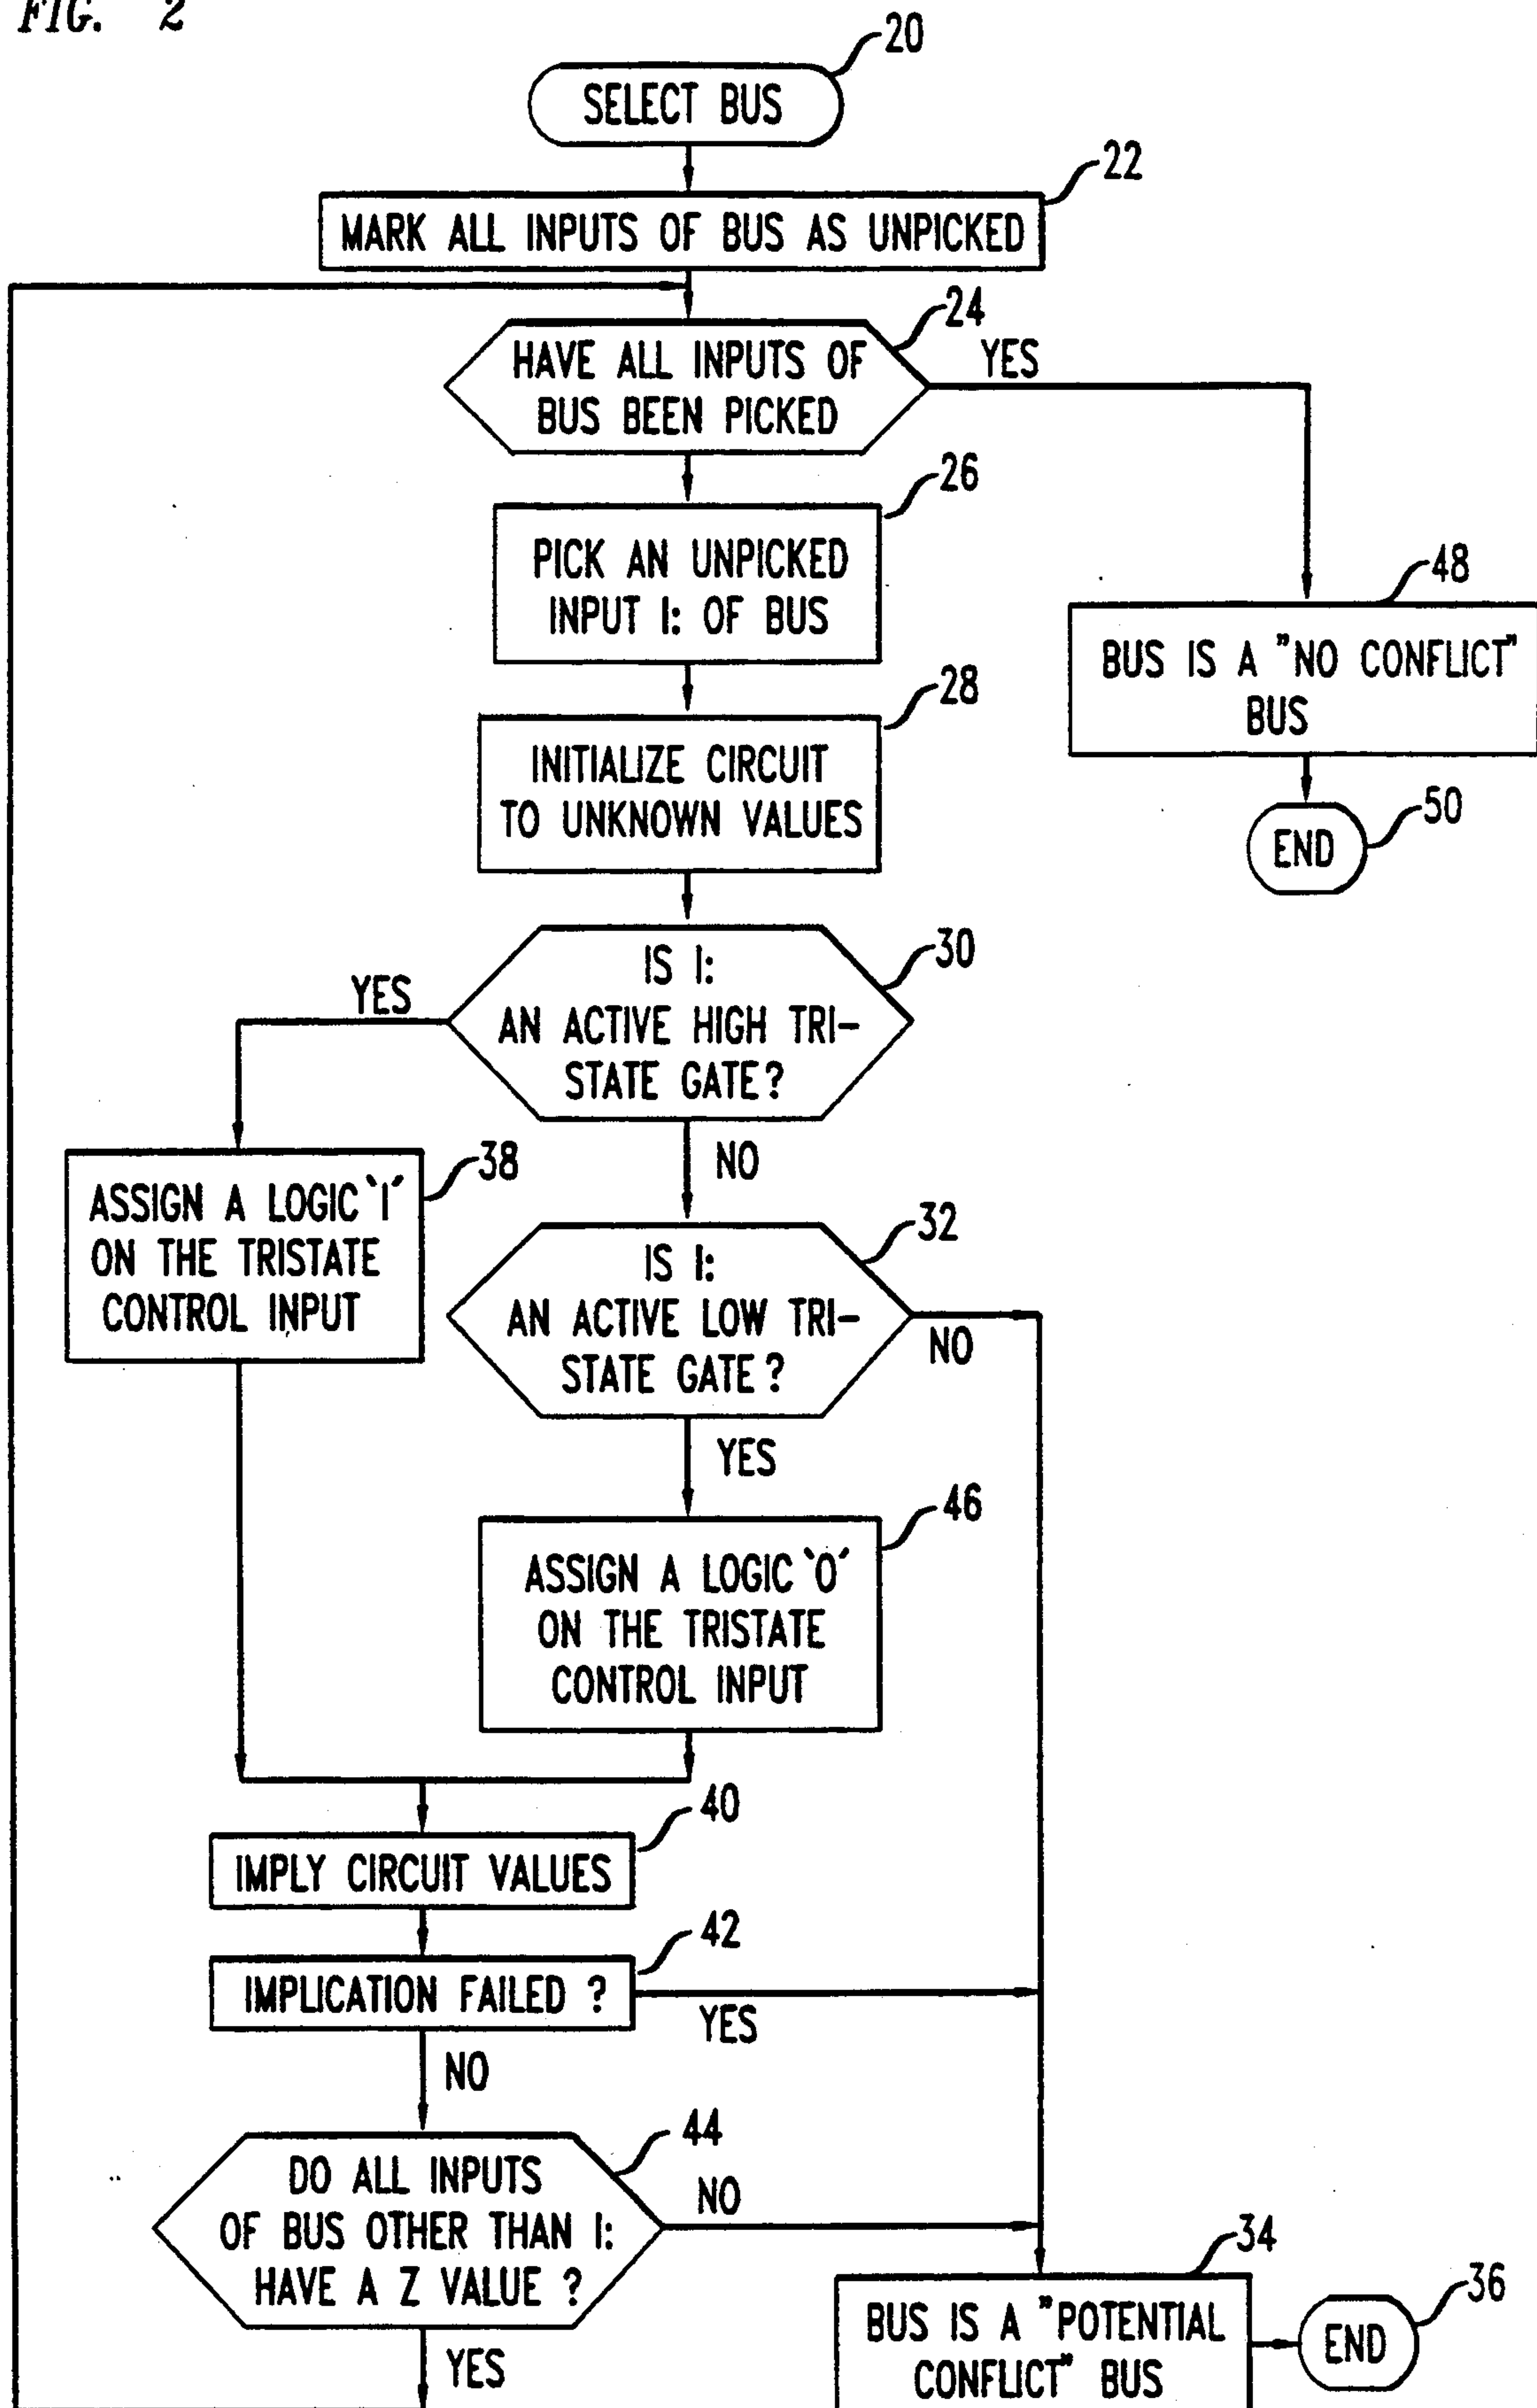 FIG. 2
20
SELECT BUS
22
MARK ALL INPUTS OF BUS AS UNPICKED
24
HAVE ALL INPUTS OF
BUS BEEN PICKED
YES
26
PICK AN UNPICKED
INPUT I: OF BUS
48
BUS IS A "NO CONFLICT"
BUS
28
INITIALIZE CIRCUIT
TO UNKNOWN VALUES
50
END
30
IS I:
AN ACTIVE HIGH TRI-
STATE GATE?
YES
NO
38
ASSIGN A LOGIC `I´
ON THE TRISTATE
CONTROL INPUT
32
IS I:
AN ACTIVE LOW TRI-
STATE GATE?
NO
YES
46
ASSIGN A LOGIC `0´
ON THE TRISTATE
CONTROL INPUT
40
IMPLY CIRCUIT VALUES
42
IMPLICATION FAILED ?
YES
NO
44
DO ALL INPUTS
OF BUS OTHER THAN I:
HAVE A Z VALUE ?
NO
YES
34
BUS IS A "POTENTIAL
CONFLICT" BUS
36
END